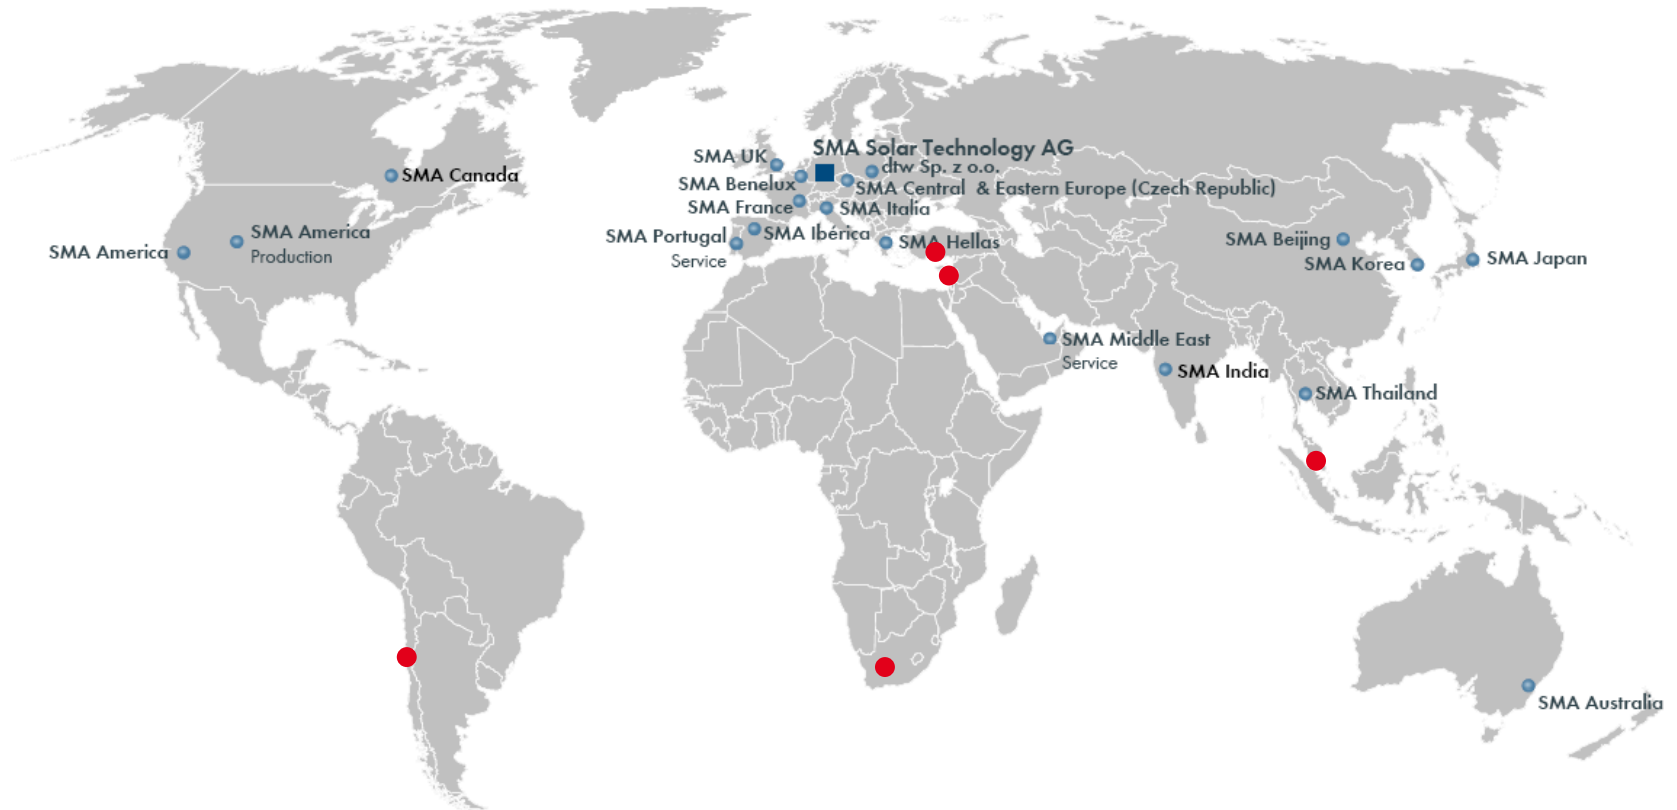 SMA Solar Technology AG
SMA UK
dtw Sp. z o.o.
SMA Canada
SMA Benelux
SMA Central & Eastern Europe (Czech Republic)
SMA France
SMA Italia
SMA America
Production
SMA America
SMA Portugal
Service
SMA Ibérica
SMA Hellas
SMA Beijing
SMA Korea
SMA Japan
SMA Middle East
Service
SMA India
SMA Thailand
SMA Australia